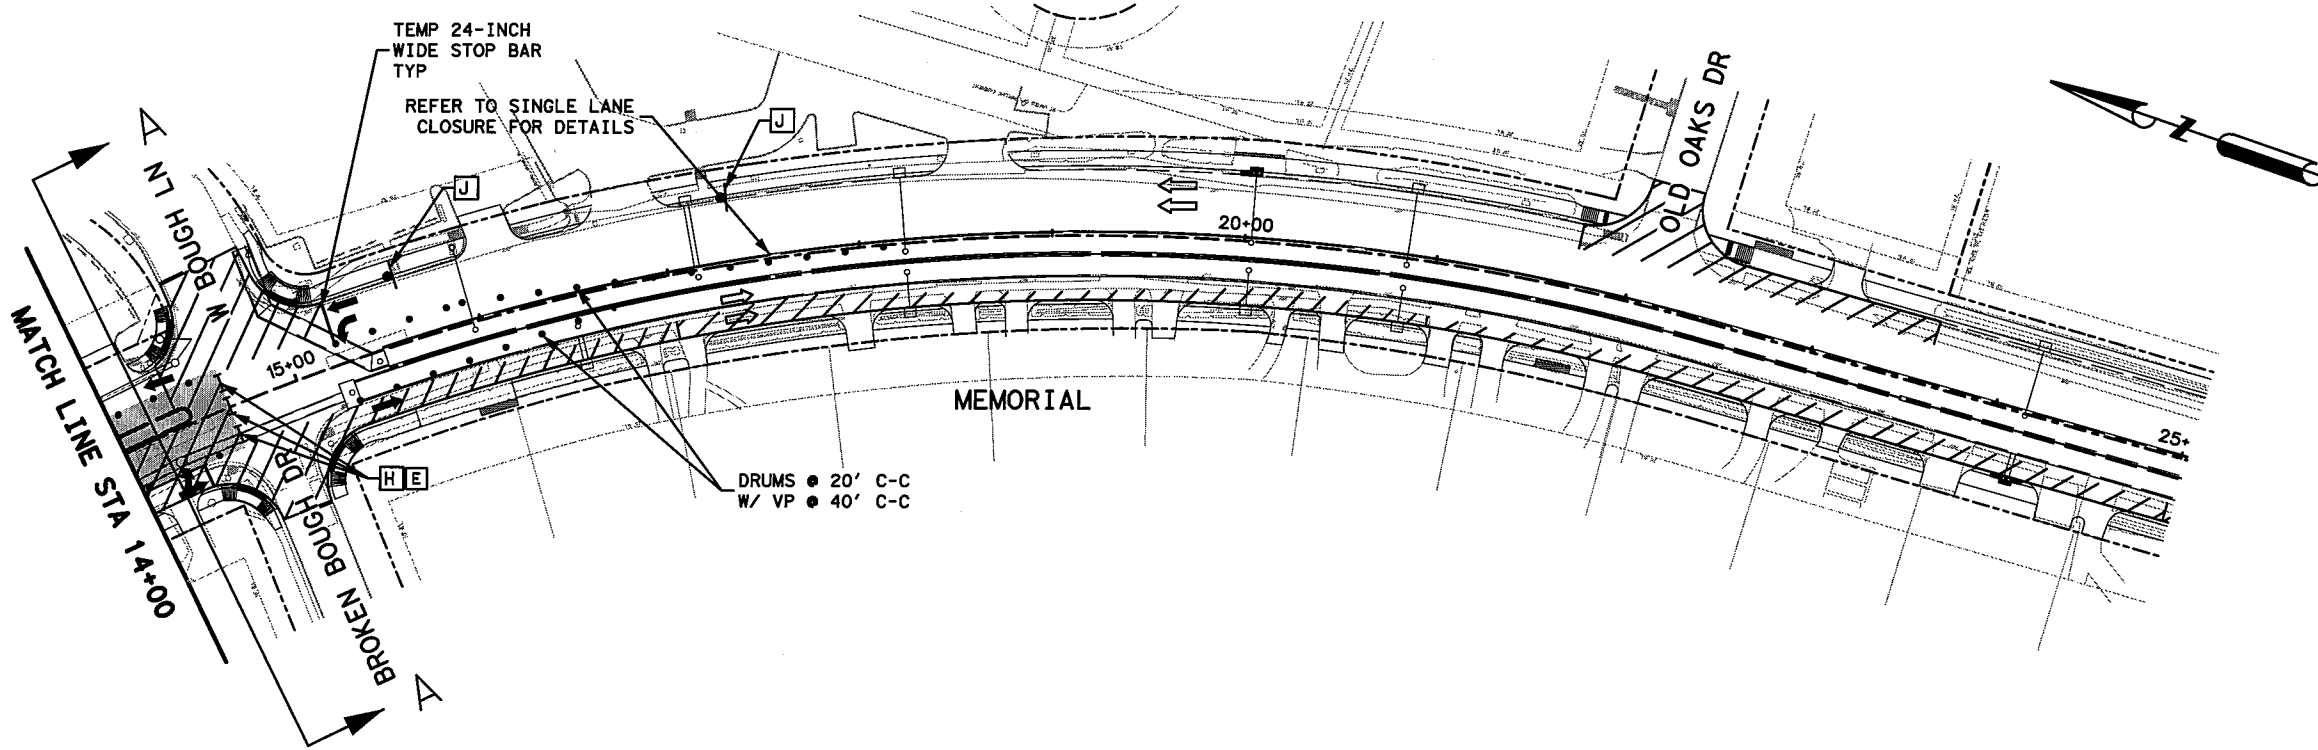 TEMP 24-INCH
WIDE STOP BAR
TYP
REFER TO SINGLE LANE
CLOSURE FOR DETAILS
J
J
A
W BOUGH LN
OLD OAKS DR
Z
20+00
15+00
MATCH LINE STA 14+00
MEMORIAL
25+
H E
DRUMS @ 20' C-C
W/ VP @ 40' C-C
BROKEN BOUGH DR
A